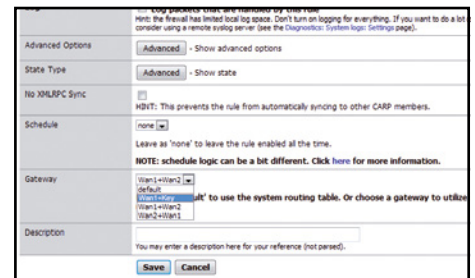 Log packets that are handled by this rule
Hint: the firewall has limited local log space. Don't turn on logging for everything. If you want to do a lot
consider using a remote syslog server (see the Diagnostics: System logs: Settings page).
Advanced Options
Advanced - Show advanced options
State Type
Advanced - Show state
No XMLRPC Sync
HINT: This prevents the rule from automatically syncing to other CARP members.
Schedule
none
Leave as 'none' to leave the rule enabled all the time.
NOTE: schedule logic can be a bit different. Click here for more information.
Gateway
Wan1+Wan2
default
Wan1+Key
ult' to use the system routing table. Or choose a gateway to utilize
Wan1+Wan2
Wan2+Wan1
Description
You may enter a description here for your reference (not parsed).
Save Cancel